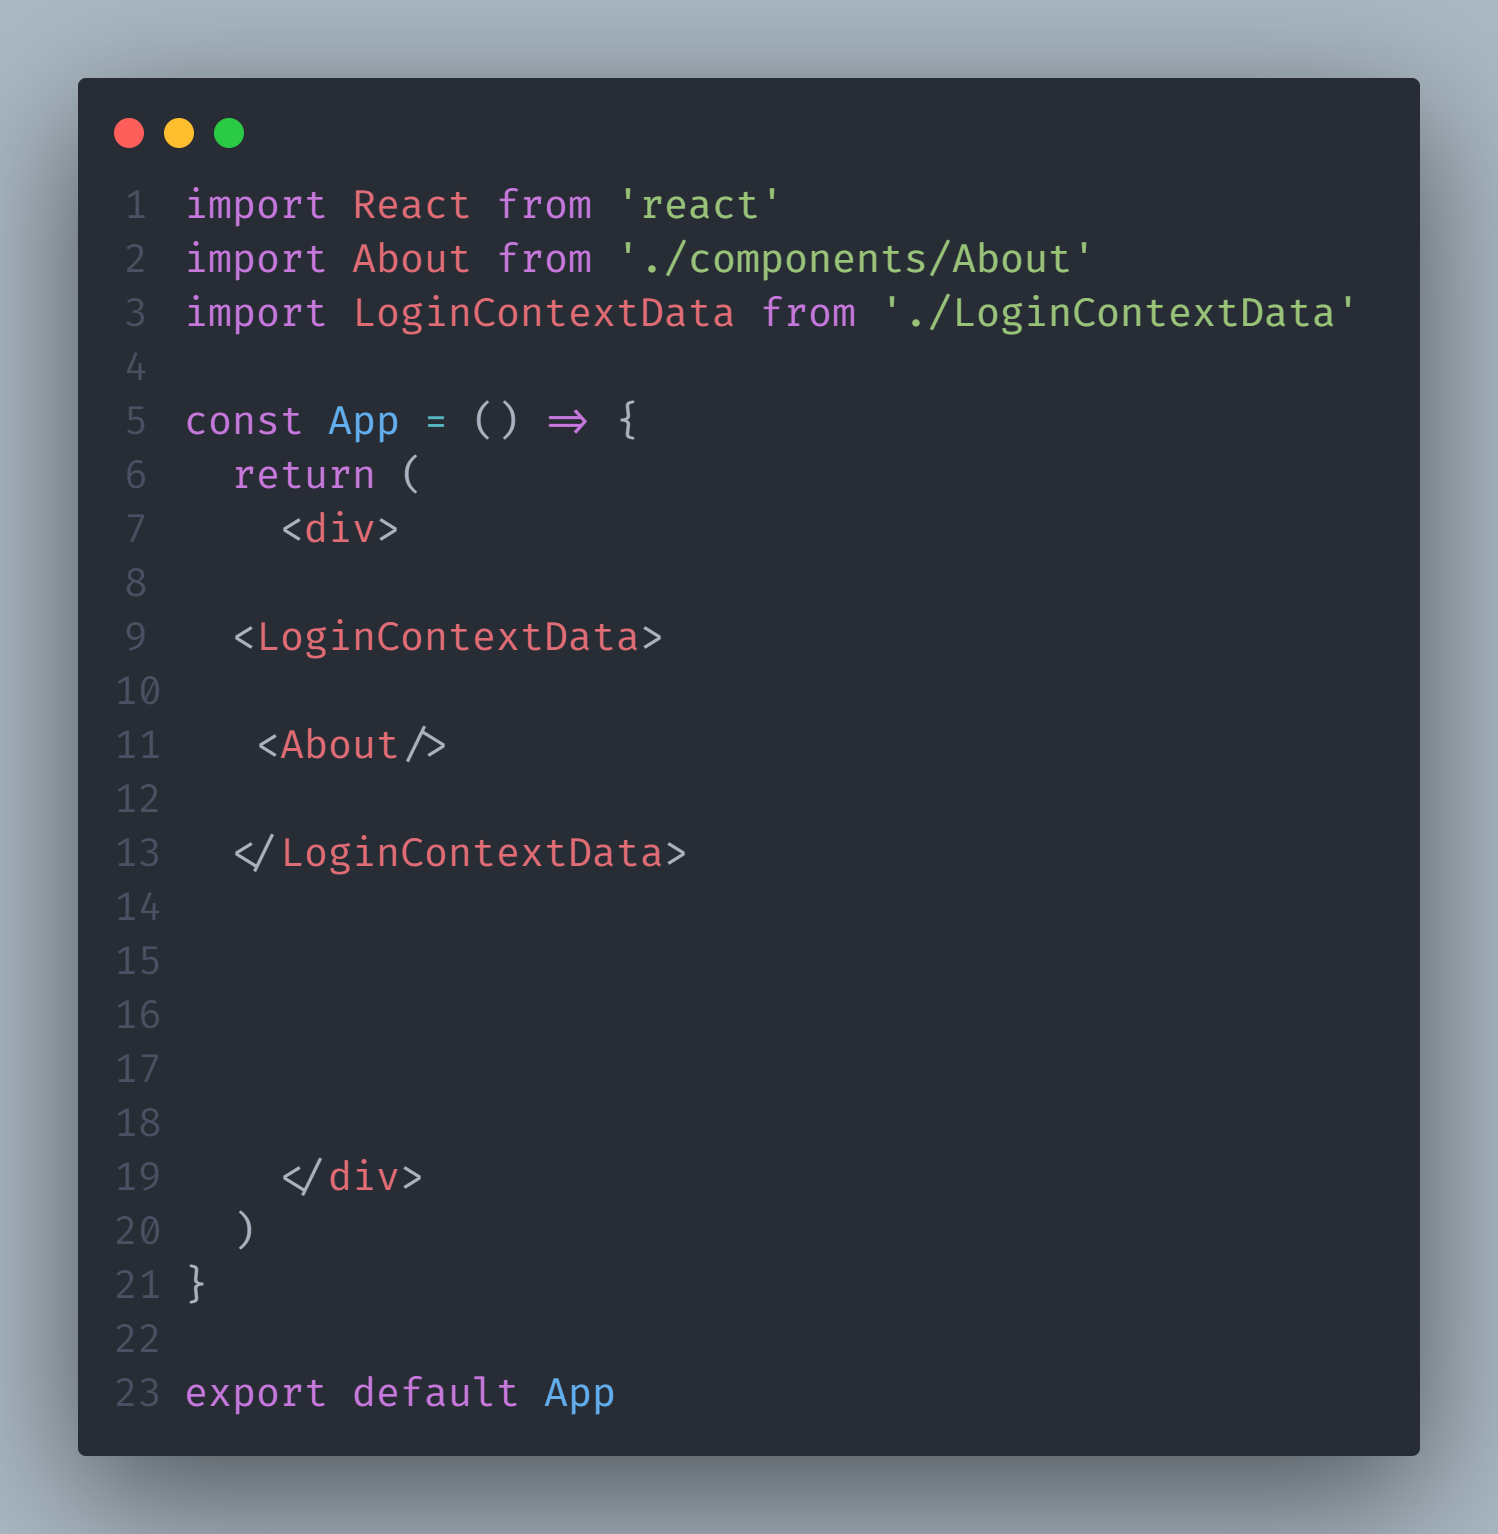 1 import React from 'react'
2 import About from './components/About'
3 import LoginContextData from './LoginContextData'
4
5 const App = () => {
6   return (
7     <div>
8
9   <LoginContextData>
10
11    <About/>
12
13   </LoginContextData>
14
15
16
17
18
19     </div>
20   )
21 }
22
23 export default App